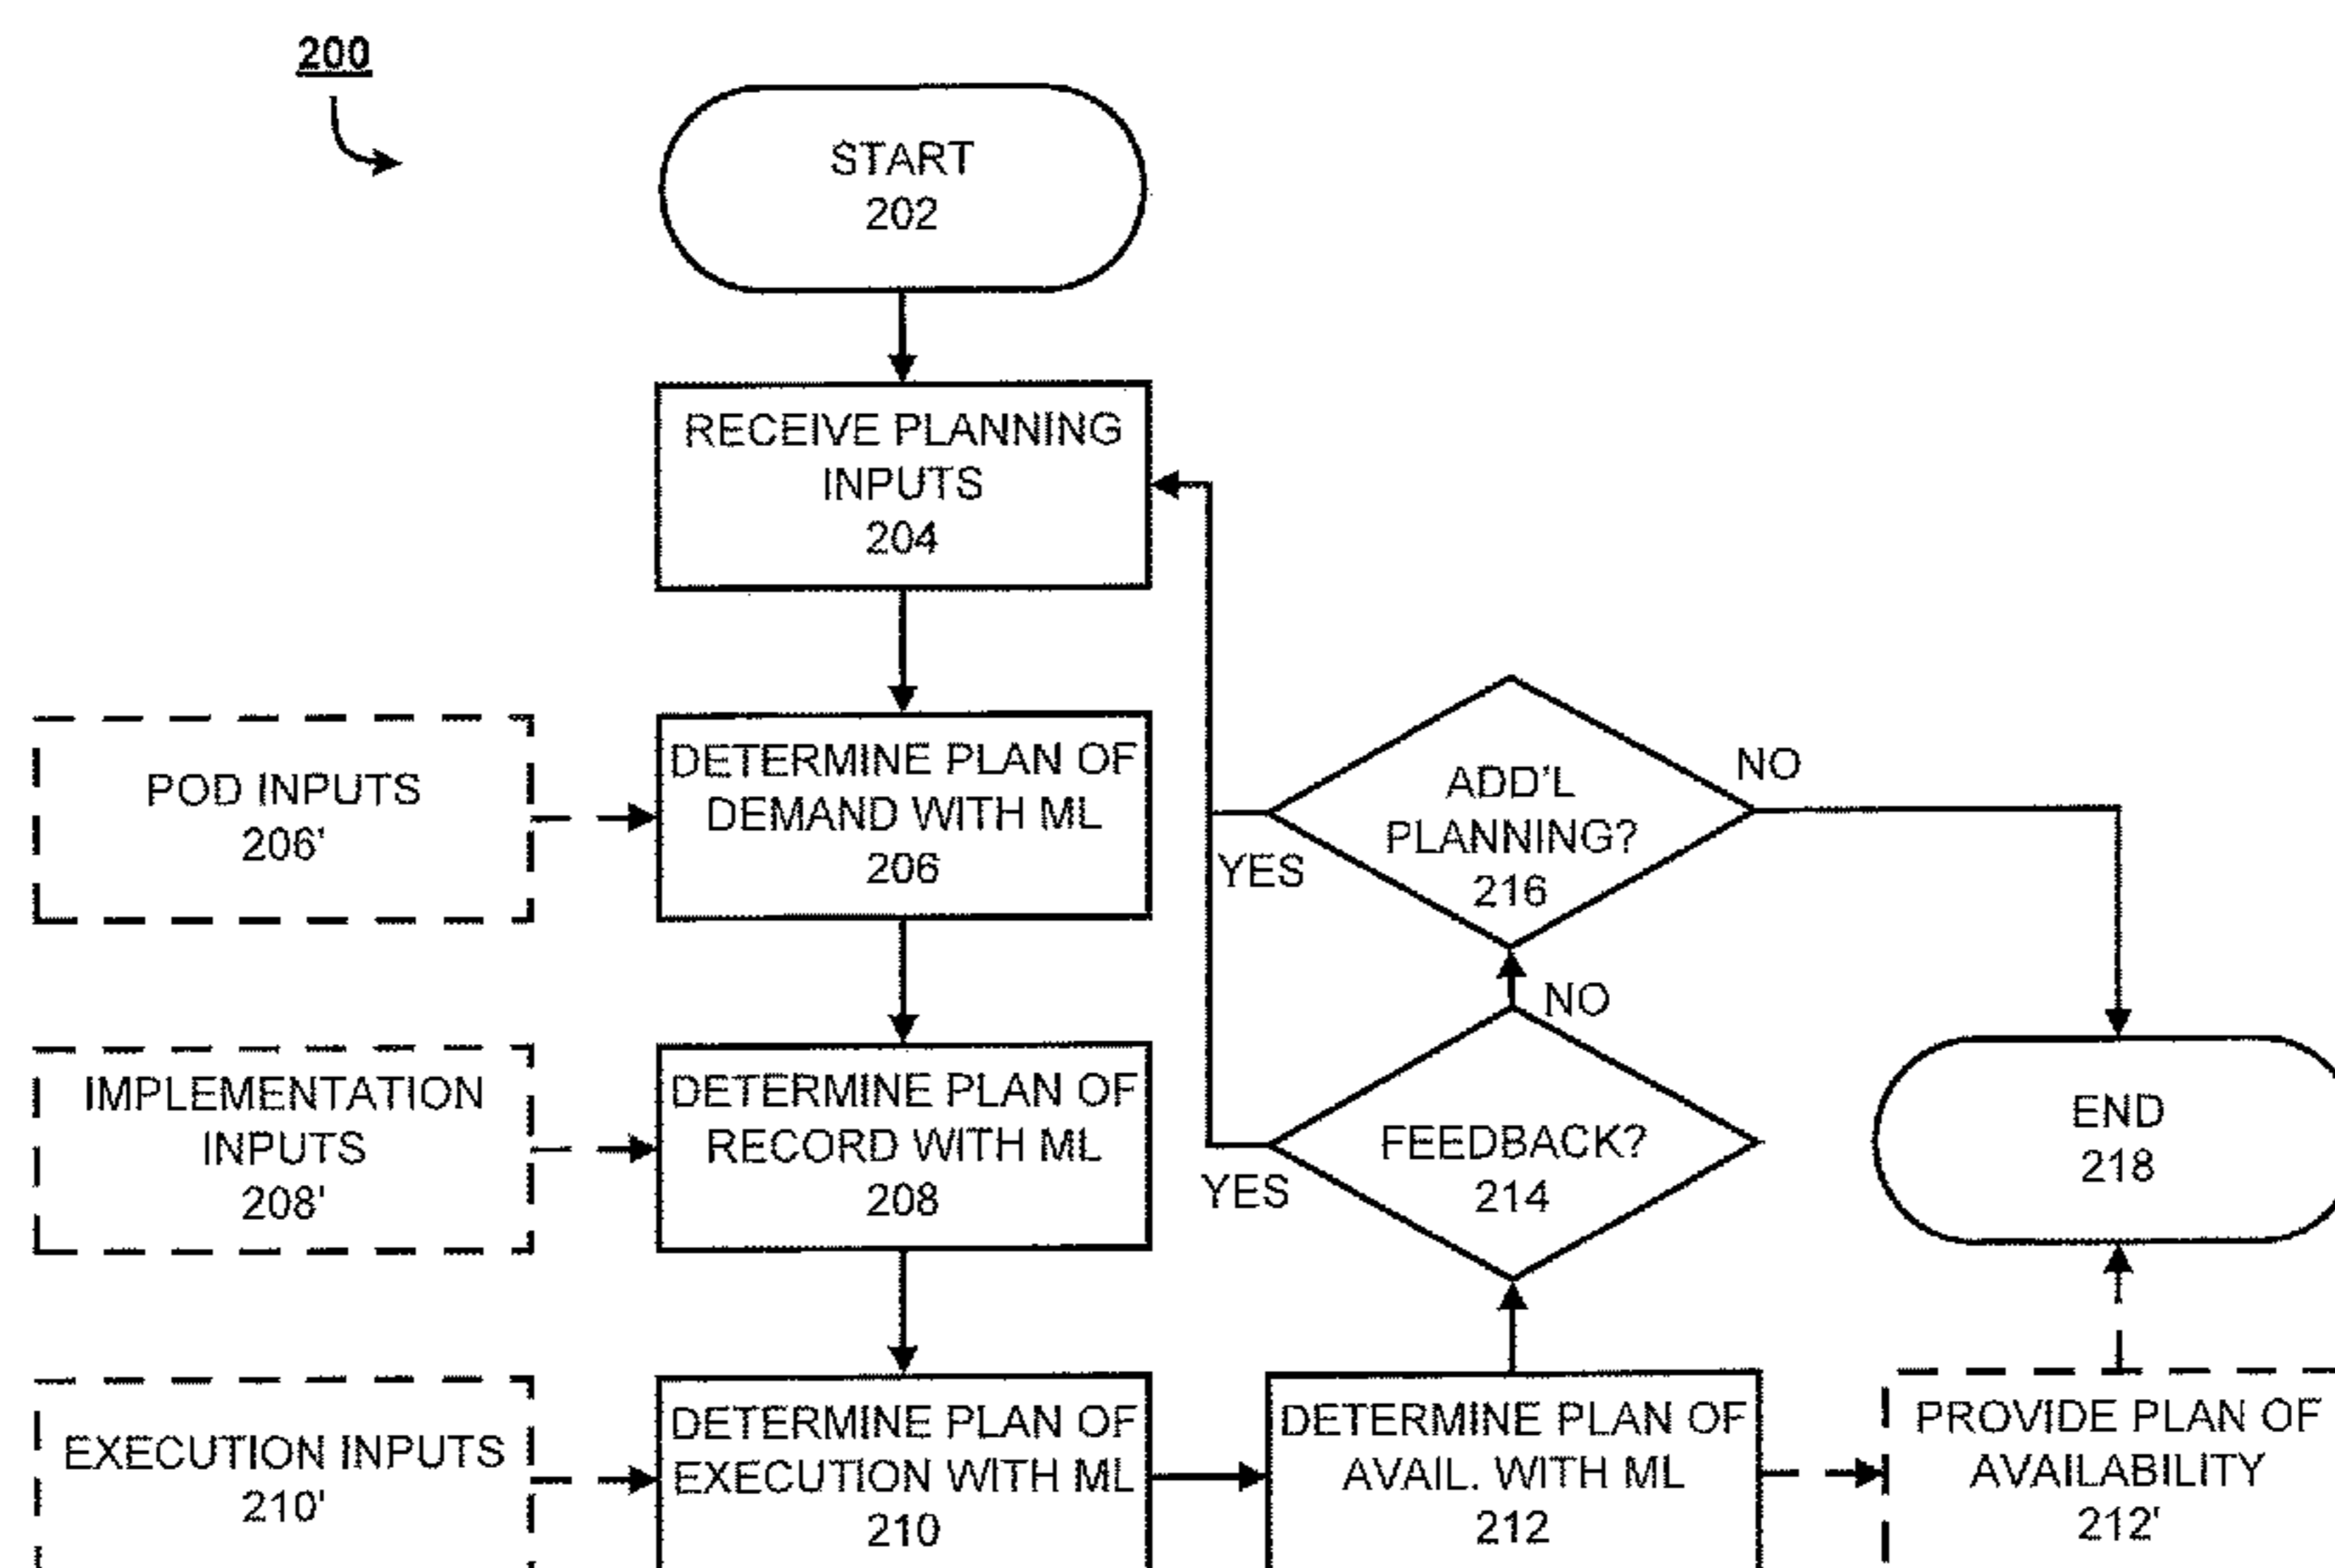 200
START
202
RECEIVE PLANNING
INPUTS
204
POD INPUTS
206'
DETERMINE PLAN OF
DEMAND WITH ML
206
ADD'L
PLANNING?
216
NO
YES
IMPLEMENTATION
INPUTS
208'
DETERMINE PLAN OF
RECORD WITH ML
208
NO
FEEDBACK?
214
YES
END
218
EXECUTION INPUTS
210'
DETERMINE PLAN OF
EXECUTION WITH ML
210
DETERMINE PLAN OF
AVAIL. WITH ML
212
PROVIDE PLAN OF
AVAILABILITY
212'